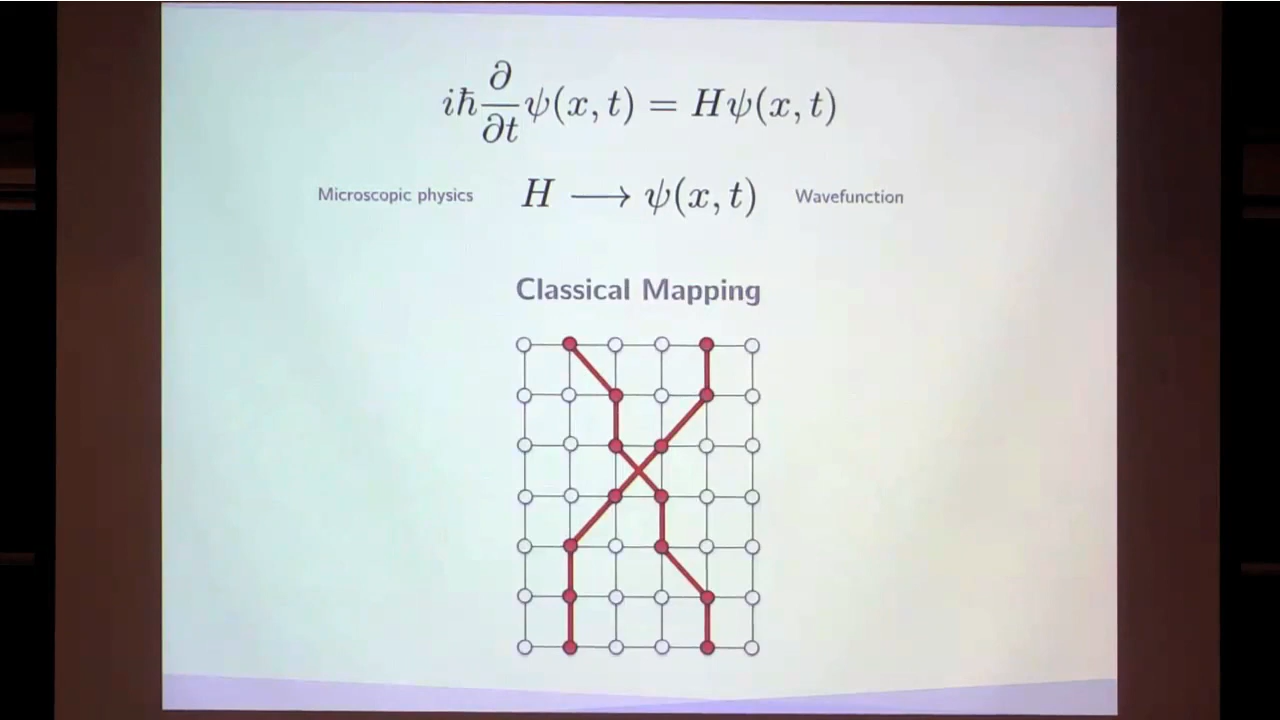 iħ ∂/∂t ψ(x, t) = Hψ(x, t)
Microscopic physics H ⟶ ψ(x, t) Wavefunction
Classical Mapping